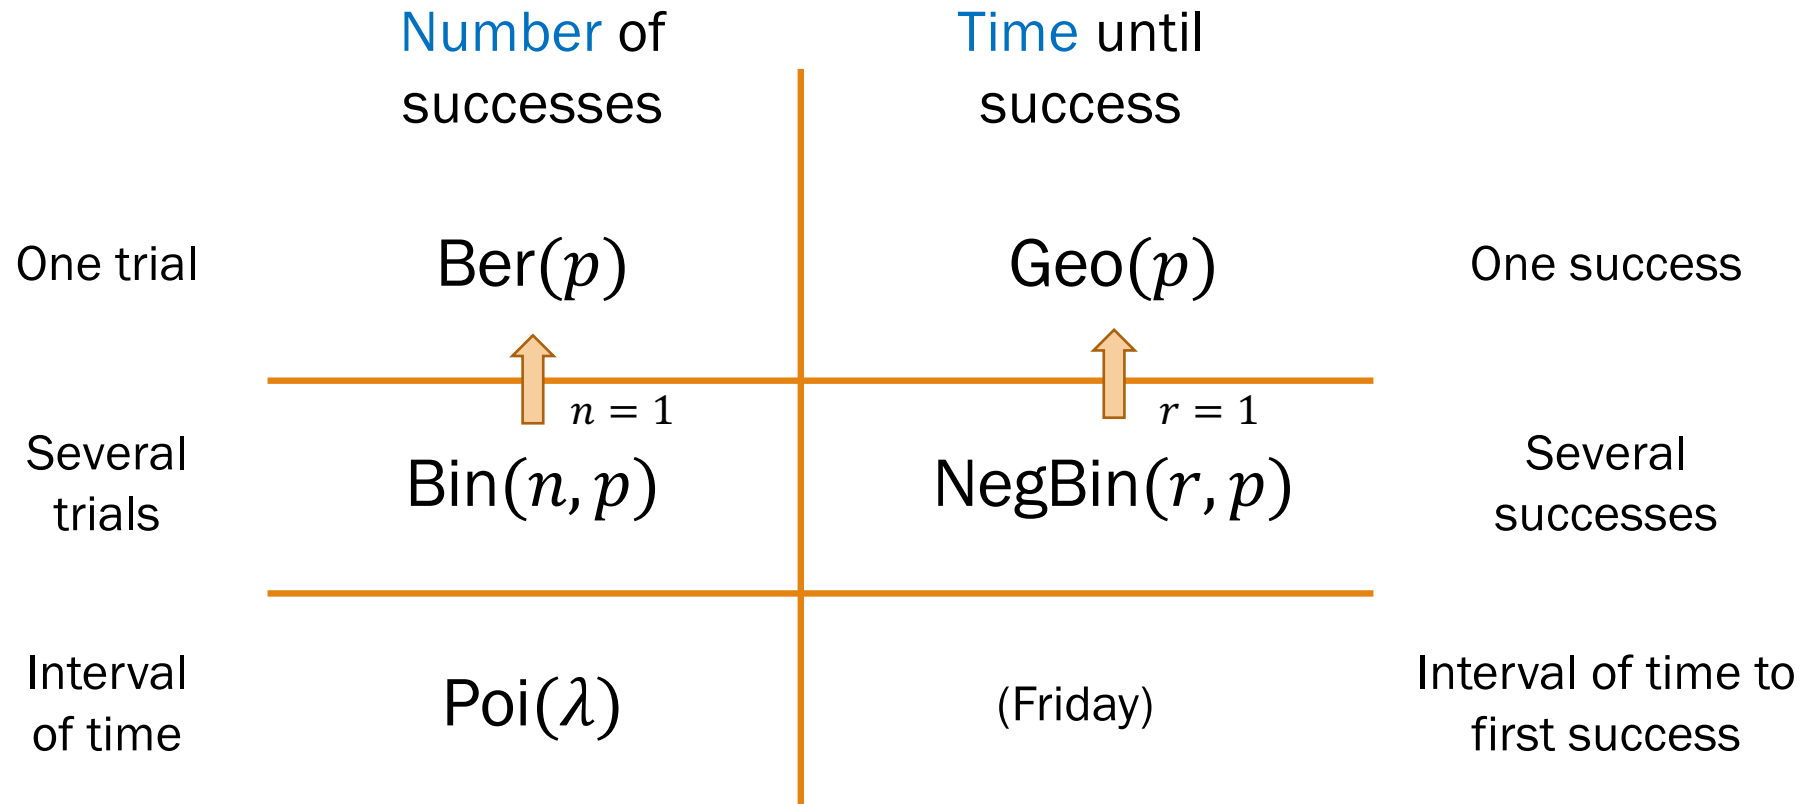 Number of
successes
Time until
success
One trial
Ber(p)
Geo(p)
One success
n = 1
r = 1
Several
trials
Bin(n, p)
NegBin(r, p)
Several
successes
Interval
of time
Poi(λ)
(Friday)
Interval of time to
first success